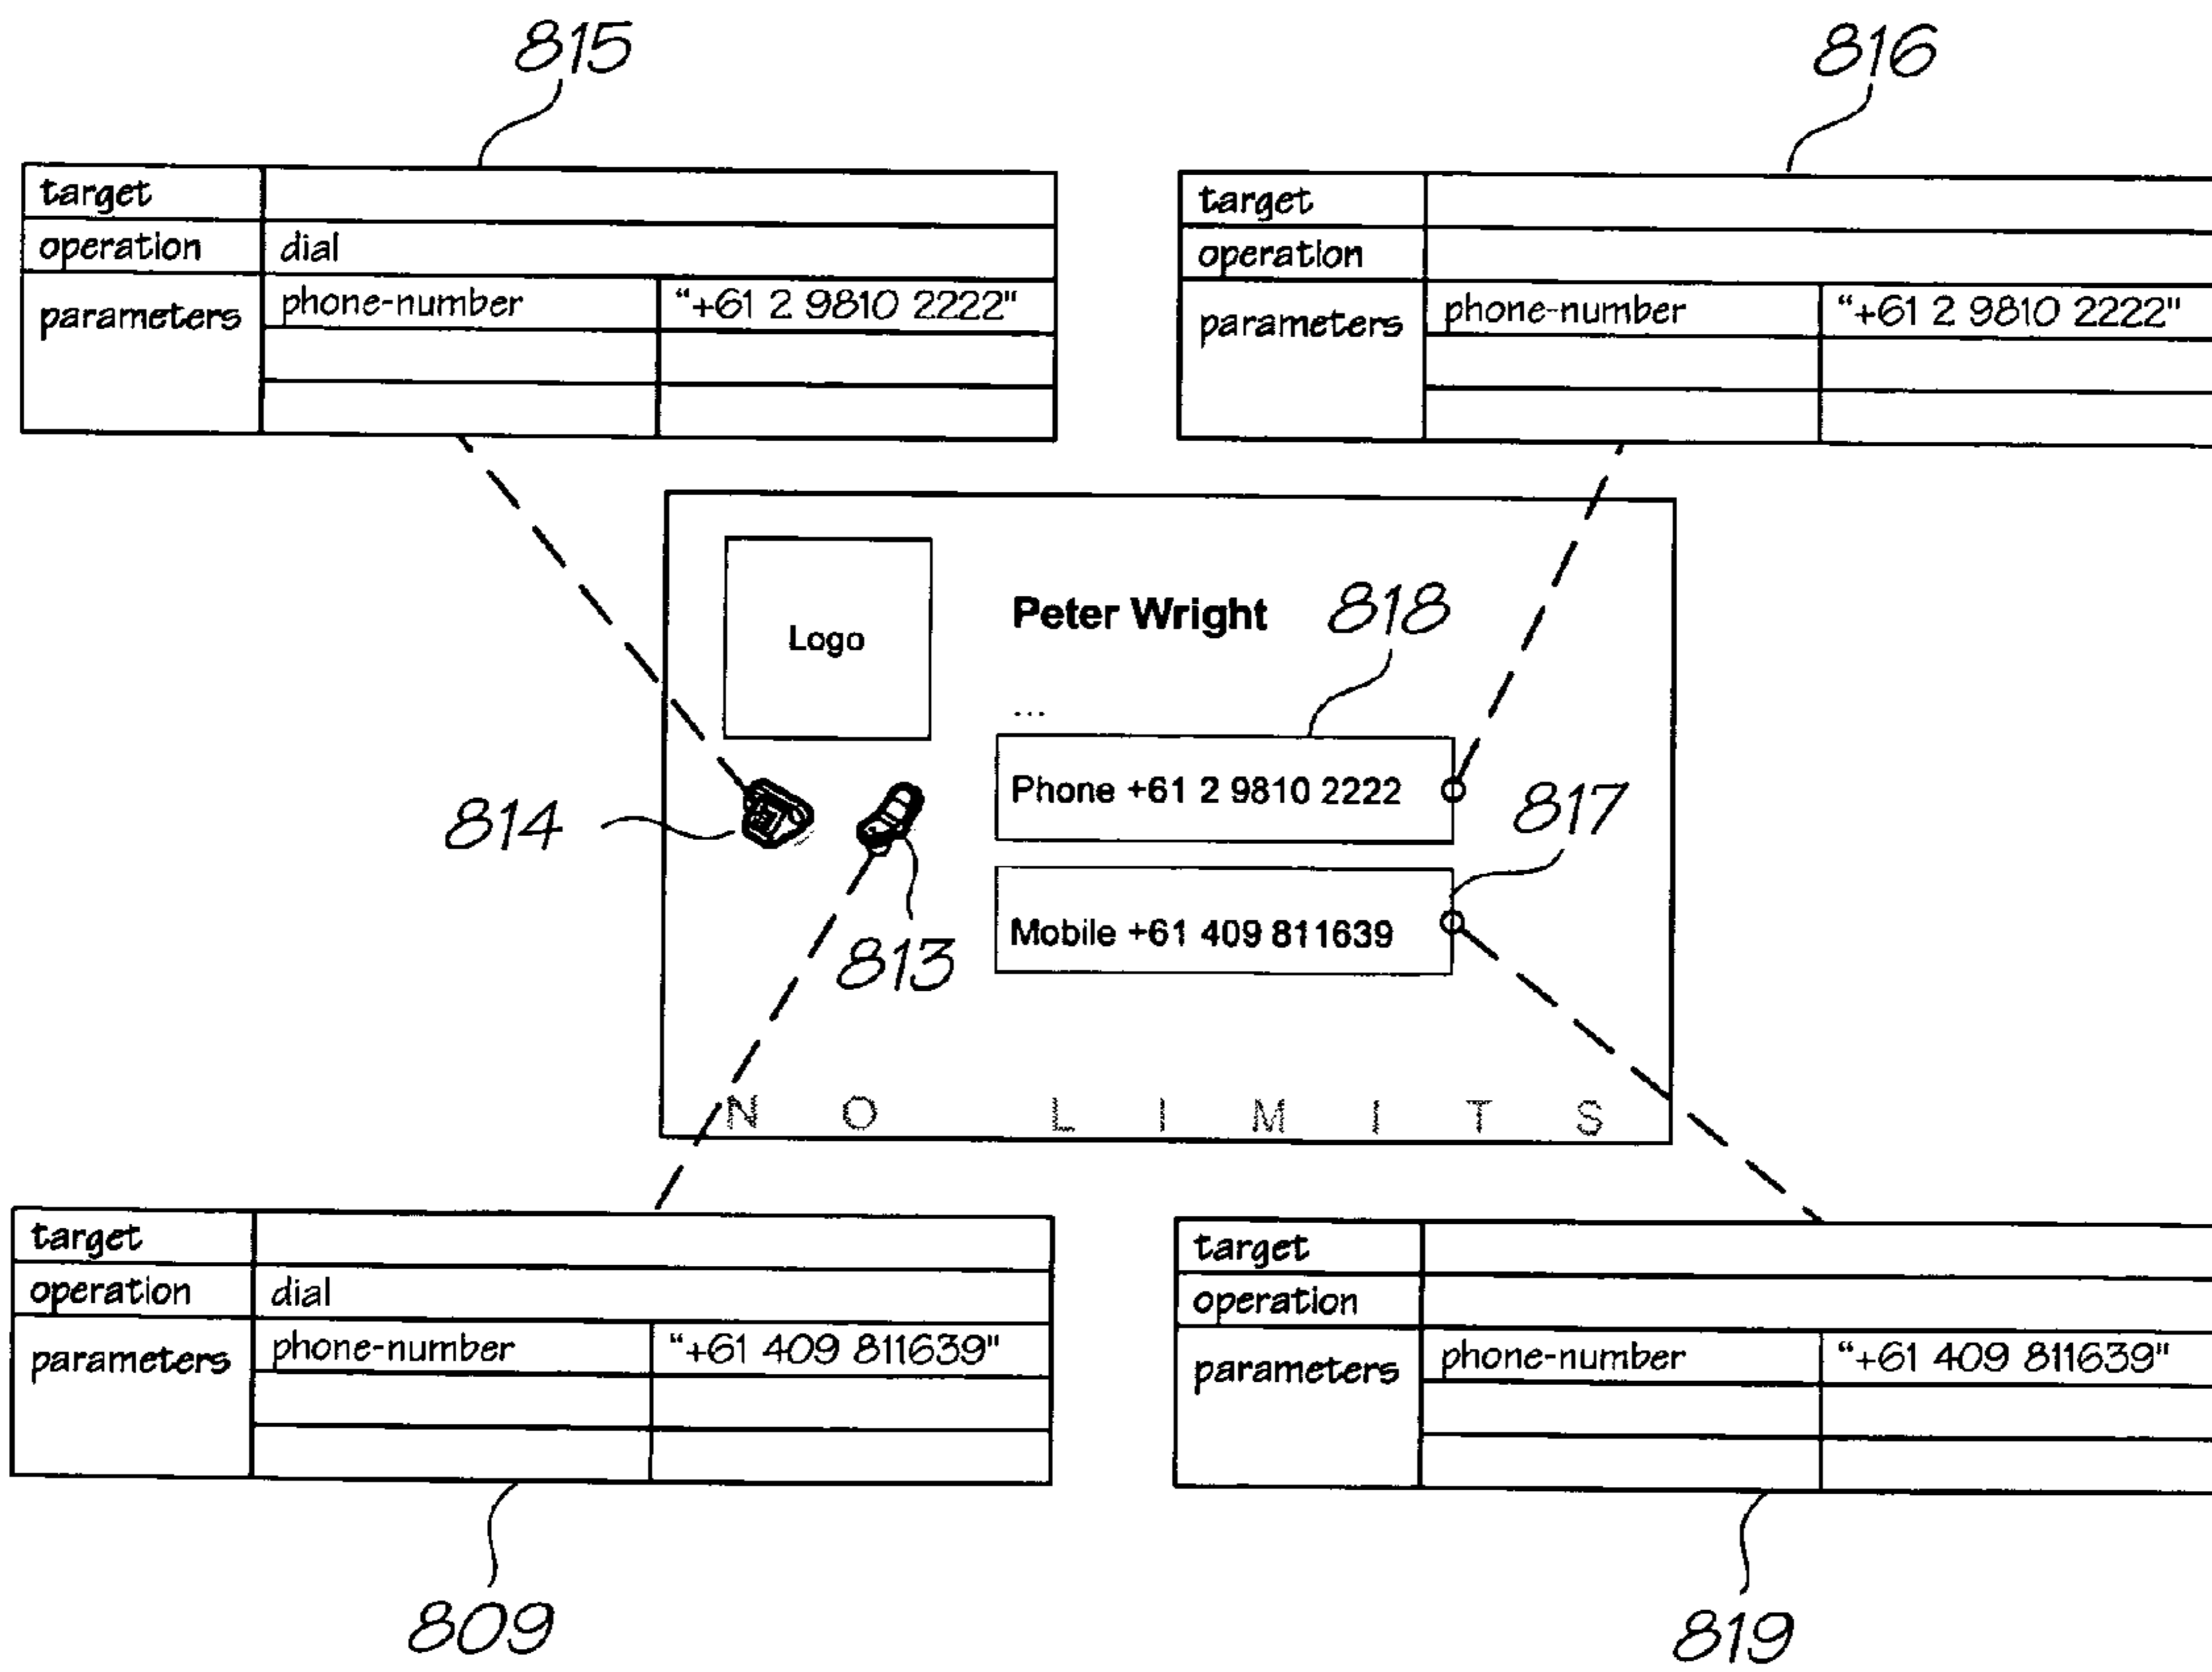 815
816
target
operation dial
parameters phone-number "+61 2 9810 2222"
target
operation
parameters phone-number "+61 2 9810 2222"
Logo
Peter Wright
818
...
Phone +61 2 9810 2222
817
814
813
Mobile +61 409 811639
NO LIMITS
target
operation dial
parameters phone-number "+61 409 811639"
target
operation
parameters phone-number "+61 409 811639"
809
819